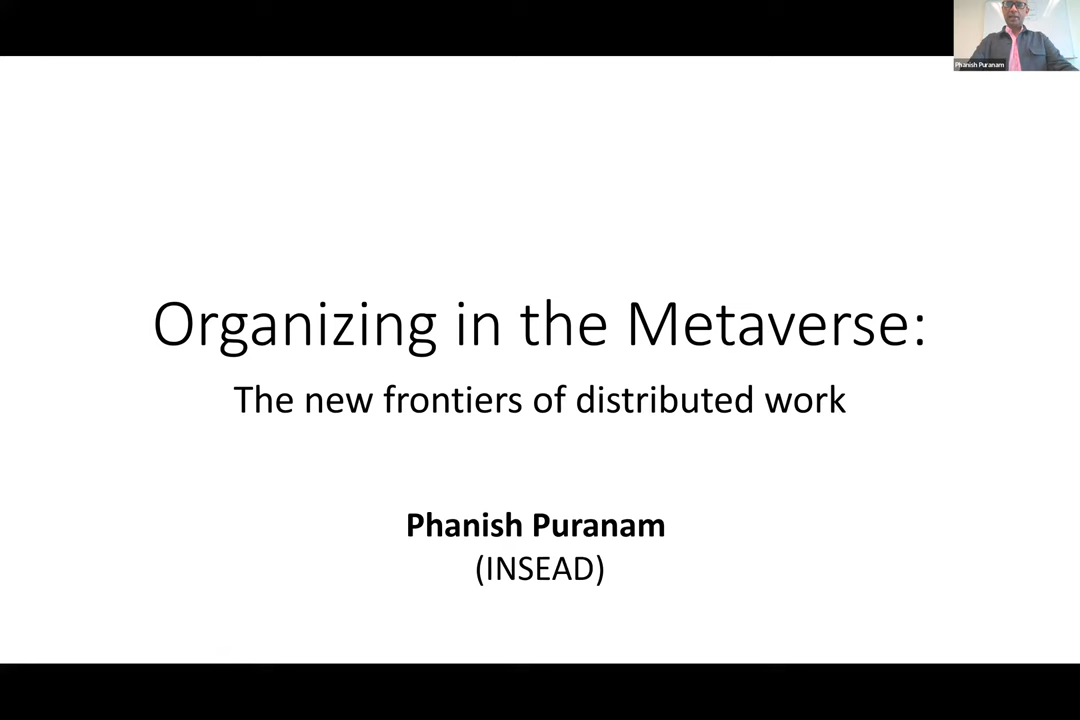 Phanish Puranam
Organizing in the Metaverse:
The new frontiers of distributed work
Phanish Puranam
(INSEAD)